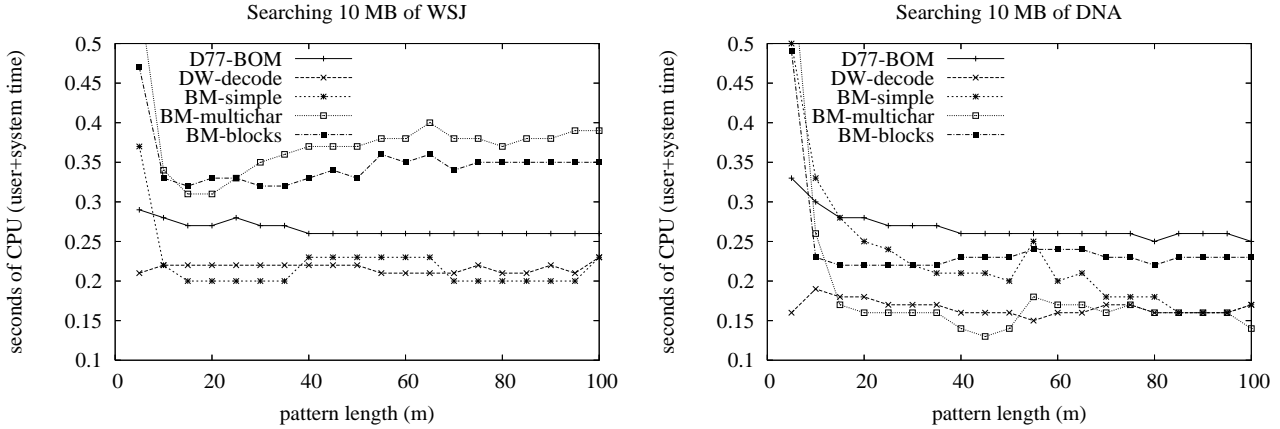 Searching 10 MB of WSJ
0.5
0.45
0.4
0.35
0.3
0.25
0.2
0.15
0.1
seconds of CPU (user+system time)
D77-BOM
DW-decode
BM-simple
BM-multichar
BM-blocks
0 20 40 60 80 100
pattern length (m)
Searching 10 MB of DNA
0.5
0.45
0.4
0.35
0.3
0.25
0.2
0.15
0.1
seconds of CPU (user+system time)
D77-BOM
DW-decode
BM-simple
BM-multichar
BM-blocks
0 20 40 60 80 100
pattern length (m)